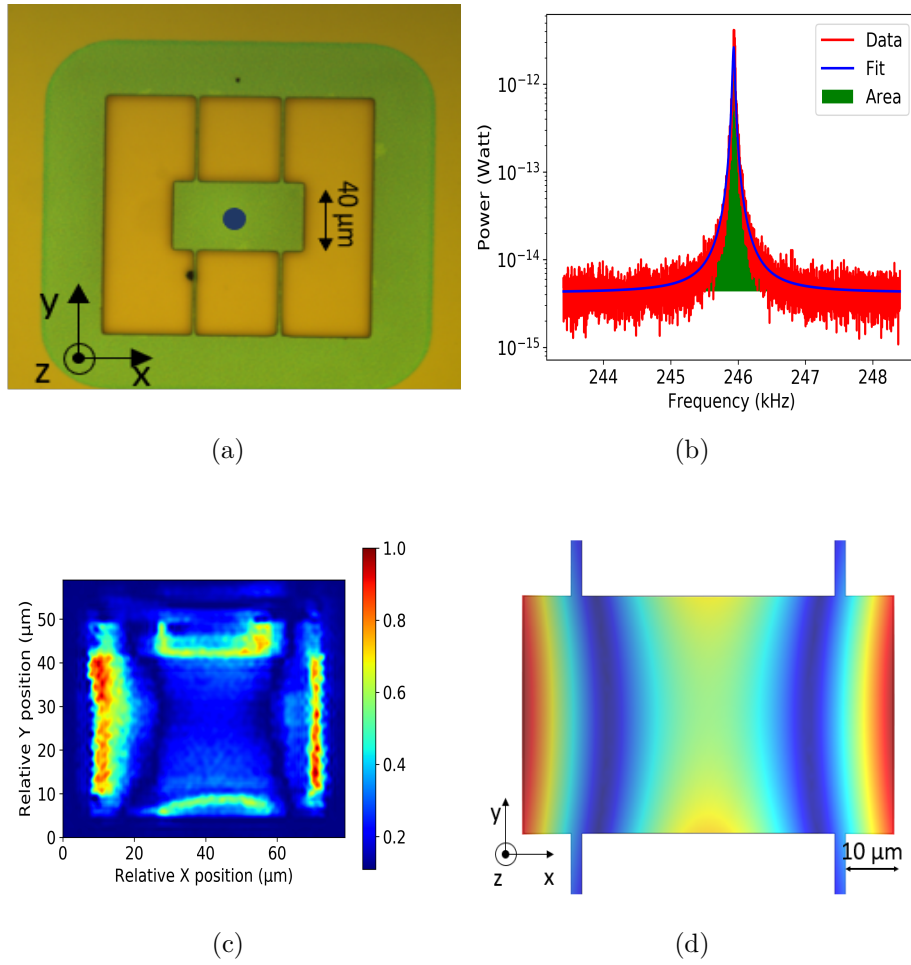 40 μm
y
z
x
(a)
10⁻¹²
10⁻¹³
10⁻¹⁴
10⁻¹⁵
Power (Watt)
244 245 246 247 248
Frequency (kHz)
Data
Fit
Area
(b)
50
40
30
20
10
0
Relative Y position (μm)
0 20 40 60
Relative X position (μm)
1.0
0.8
0.6
0.4
0.2
(c)
y
z
x
10 μm
(d)